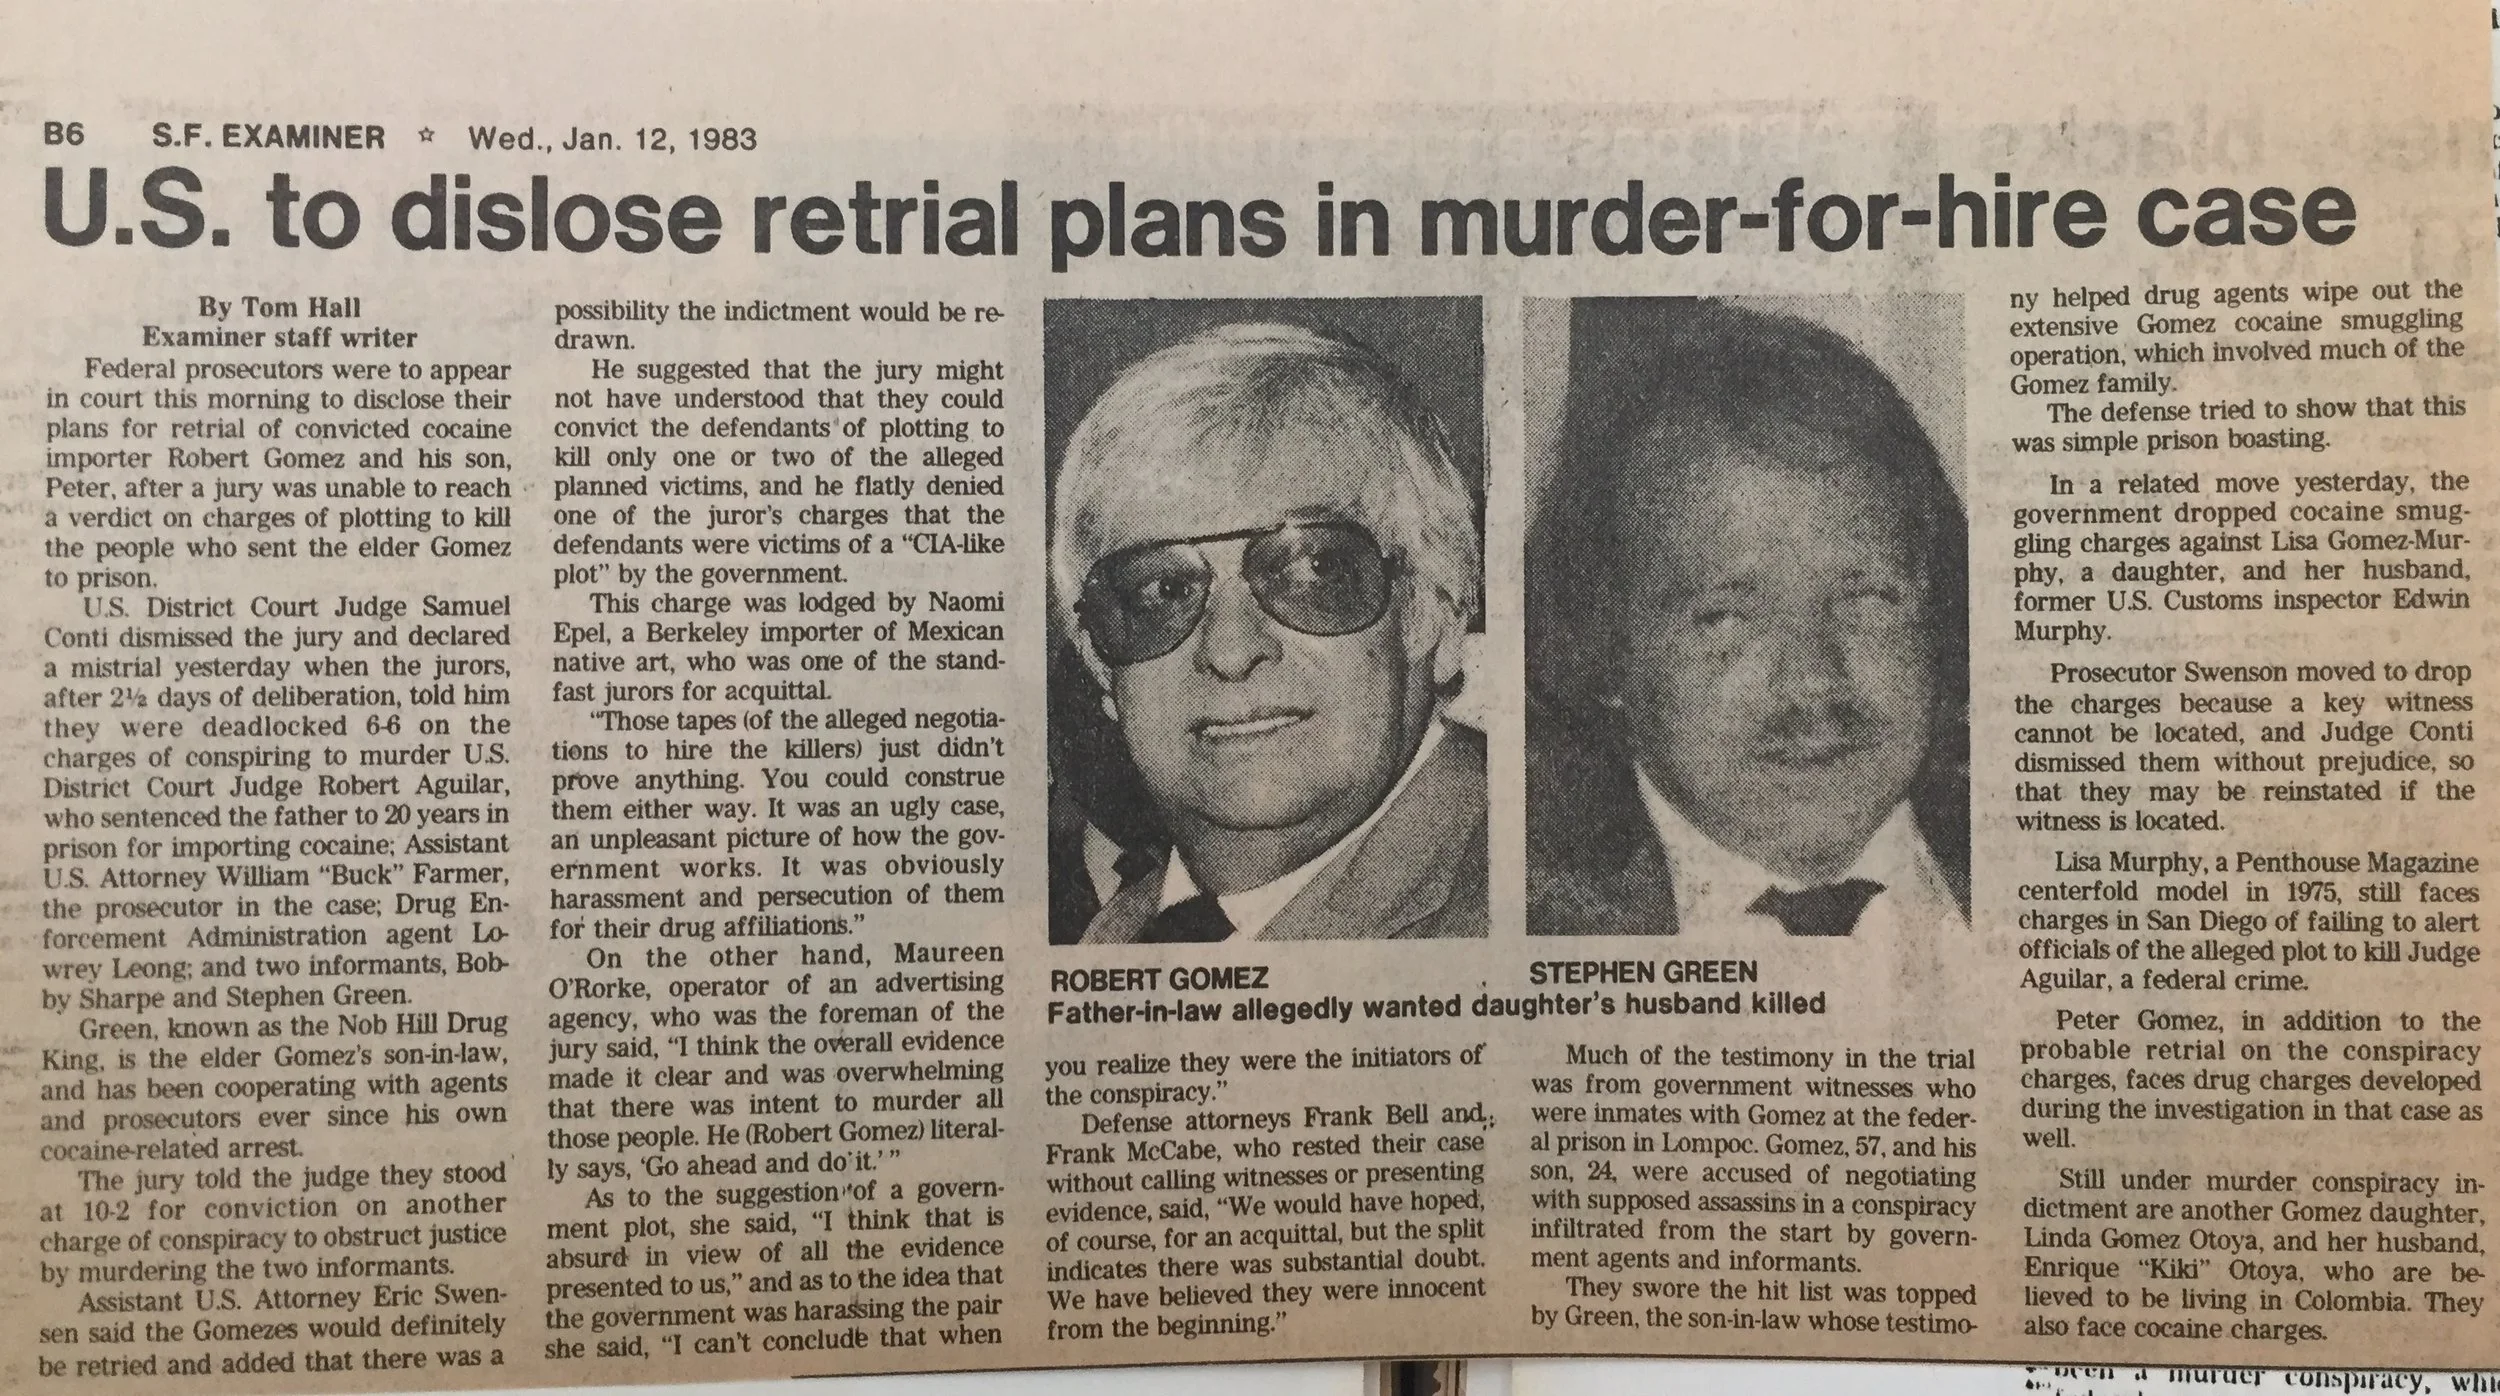 B6 S.F. EXAMINER ☆ Wed., Jan. 12, 1983
U.S. to dislose retrial plans in murder-for-hire case
By Tom Hall
Examiner staff writer
Federal prosecutors were to appear
in court this morning to disclose their
plans for retrial of convicted cocaine
importer Robert Gomez and his son,
Peter, after a jury was unable to reach
a verdict on charges of plotting to kill
the people who sent the elder Gomez
to prison.
U.S. District Court Judge Samuel
Conti dismissed the jury and declared
a mistrial yesterday when the jurors,
after 2½ days of deliberation, told him
they were deadlocked 6-6 on the
charges of conspiring to murder U.S.
District Court Judge Robert Aguilar,
who sentenced the father to 20 years in
prison for importing cocaine; Assistant
U.S. Attorney William “Buck” Farmer,
the prosecutor in the case; Drug En-
forcement Administration agent Lo-
wrey Leong; and two informants, Bob-
by Sharpe and Stephen Green.
Green, known as the Nob Hill Drug
King, is the elder Gomez’s son-in-law,
and has been cooperating with agents
and prosecutors ever since his own
cocaine-related arrest.
The jury told the judge they stood
at 10-2 for conviction on another
charge of conspiracy to obstruct justice
by murdering the two informants.
Assistant U.S. Attorney Eric Swen-
sen said the Gomezes would definitely
be retried and added that there was a
possibility the indictment would be re-
drawn.
He suggested that the jury might
not have understood that they could
convict the defendants of plotting to
kill only one or two of the alleged
planned victims, and he flatly denied
one of the juror’s charges that the
defendants were victims of a “CIA-like
plot” by the government.
This charge was lodged by Naomi
Epel, a Berkeley importer of Mexican
native art, who was one of the stand-
fast jurors for acquittal.
“Those tapes (of the alleged negotia-
tions to hire the killers) just didn’t
prove anything. You could construe
them either way. It was an ugly case,
an unpleasant picture of how the gov-
ernment works. It was obviously
harassment and persecution of them
for their drug affiliations.”
On the other hand, Maureen
O’Rorke, operator of an advertising
agency, who was the foreman of the
jury said, “I think the overall evidence
made it clear and was overwhelming
that there was intent to murder all
those people. He (Robert Gomez) literal-
ly says, ‘Go ahead and do it.’ ”
As to the suggestion of a govern-
ment plot, she said, “I think that is
absurd in view of all the evidence
presented to us,” and as to the idea that
the government was harassing the pair
she said, “I can’t conclude that when
ROBERT GOMEZ
STEPHEN GREEN
Father-in-law allegedly wanted daughter’s husband killed
you realize they were the initiators of
the conspiracy.”
Defense attorneys Frank Bell and
Frank McCabe, who rested their case
without calling witnesses or presenting
evidence, said, “We would have hoped,
of course, for an acquittal, but the split
indicates there was substantial doubt.
We have believed they were innocent
from the beginning.”
Much of the testimony in the trial
was from government witnesses who
were inmates with Gomez at the feder-
al prison in Lompoc. Gomez, 57, and his
son, 24, were accused of negotiating
with supposed assassins in a conspiracy
infiltrated from the start by govern-
ment agents and informants.
They swore the hit list was topped
by Green, the son-in-law whose testimo-
ny helped drug agents wipe out the
extensive Gomez cocaine smuggling
operation, which involved much of the
Gomez family.
The defense tried to show that this
was simple prison boasting.
In a related move yesterday, the
government dropped cocaine smug-
gling charges against Lisa Gomez-Mur-
phy, a daughter, and her husband,
former U.S. Customs inspector Edwin
Murphy.
Prosecutor Swenson moved to drop
the charges because a key witness
cannot be located, and Judge Conti
dismissed them without prejudice, so
that they may be reinstated if the
witness is located.
Lisa Murphy, a Penthouse Magazine
centerfold model in 1975, still faces
charges in San Diego of failing to alert
officials of the alleged plot to kill Judge
Aguilar, a federal crime.
Peter Gomez, in addition to the
probable retrial on the conspiracy
charges, faces drug charges developed
during the investigation in that case as
well.
Still under murder conspiracy in-
dictment are another Gomez daughter,
Linda Gomez Otoya, and her husband,
Enrique “Kiki” Otoya, who are be-
lieved to be living in Colombia. They
also face cocaine charges.
been a murder conspiracy,